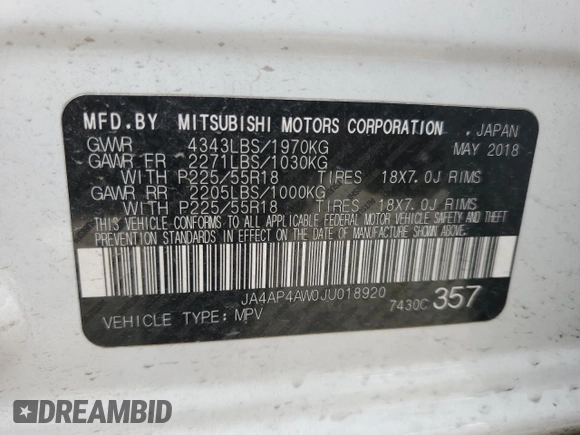 MFD.BY MITSUBISHI MOTORS CORPORATION , JAPAN
GVWR 4343LBS/1970KG MAY 2018
GAWR FR 2271LBS/1030KG
WITH P225/55R18 TIRES 18X7.0J RIMS
GAWR RR 2205LBS/1000KG
WITH P225/55R18 TIRES 18X7.0J RIMS
THIS VEHICLE CONFORMS TO ALL APPLICABLE FEDERAL MOTOR VEHICLE SAFETY AND THEFT
PREVENTION STANDARDS IN EFFECT ON THE DATE OF MANUFACTURE SHOWN ABOVE.
JA4AP4AW0JU018920
VEHICLE TYPE: MPV 7430C 357
DREAMBID